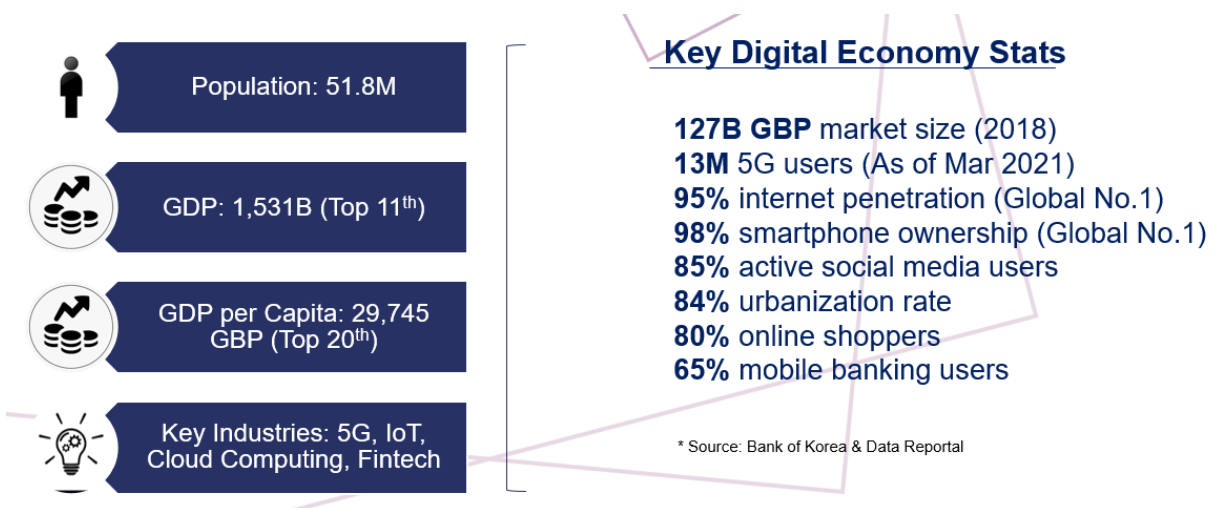 Population: 51.8M
GDP: 1,531B (Top 11th)
GDP per Capita: 29,745
GBP (Top 20th)
Key Industries: 5G, IoT,
Cloud Computing, Fintech
Key Digital Economy Stats
127B GBP market size (2018)
13M 5G users (As of Mar 2021)
95% internet penetration (Global No.1)
98% smartphone ownership (Global No.1)
85% active social media users
84% urbanization rate
80% online shoppers
65% mobile banking users
* Source: Bank of Korea & Data Reportal